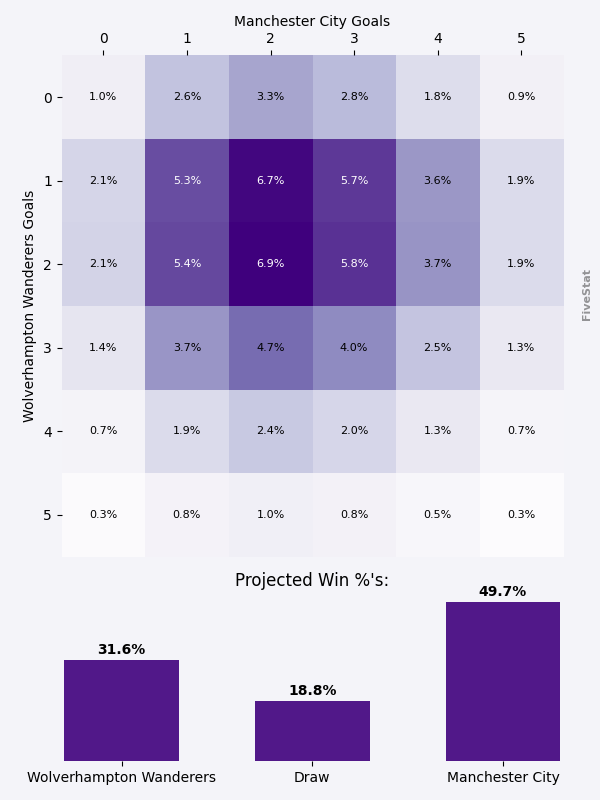 Manchester City Goals
0 1 2 3 4 5
0 1.0% 2.6% 3.3% 2.8% 1.8% 0.9%
1 2.1% 5.3% 6.7% 5.7% 3.6% 1.9%
2 2.1% 5.4% 6.9% 5.8% 3.7% 1.9%
3 1.4% 3.7% 4.7% 4.0% 2.5% 1.3%
4 0.7% 1.9% 2.4% 2.0% 1.3% 0.7%
5 0.3% 0.8% 1.0% 0.8% 0.5% 0.3%
Wolverhampton Wanderers Goals
FiveStat
Projected Win %'s:
31.6% 18.8% 49.7%
Wolverhampton Wanderers Draw Manchester City